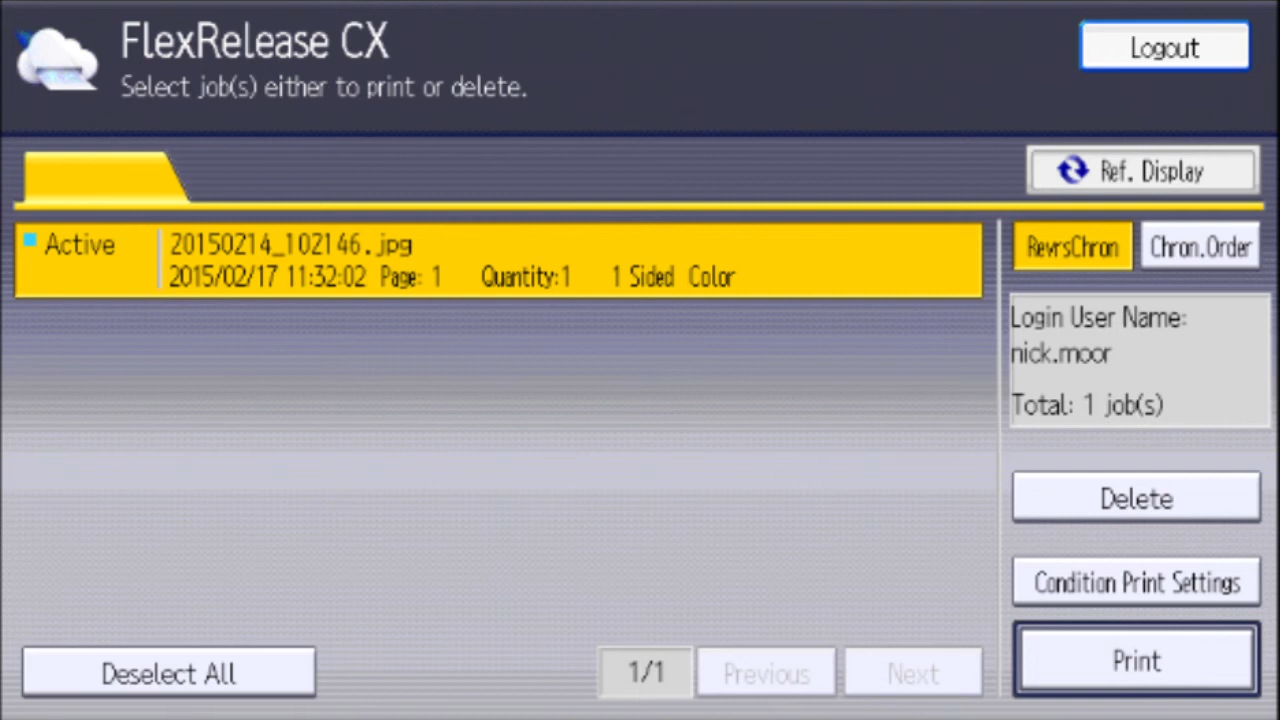 FlexRelease CX
Logout
Select job(s) either to print or delete.
Ref. Display
Active
20150214_102146.jpg
2015/02/17 11:32:02 Page: 1 Quantity:1 1 Sided Color
RevrsChron
Chron.Order
Login User Name:
nick.moor
Total: 1 job(s)
Delete
Condition Print Settings
Print
Deselect All
1/1
Previous
Next